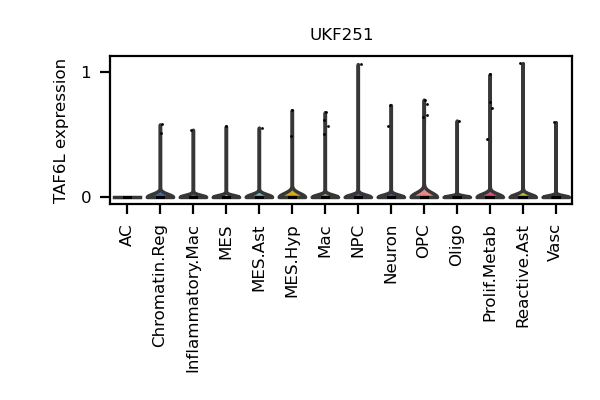 UKF251
TAF6L expression
1
0
AC
Chromatin.Reg
Inflammatory.Mac
MES
MES.Ast
MES.Hyp
Mac
NPC
Neuron
OPC
Oligo
Prolif.Metab
Reactive.Ast
Vasc